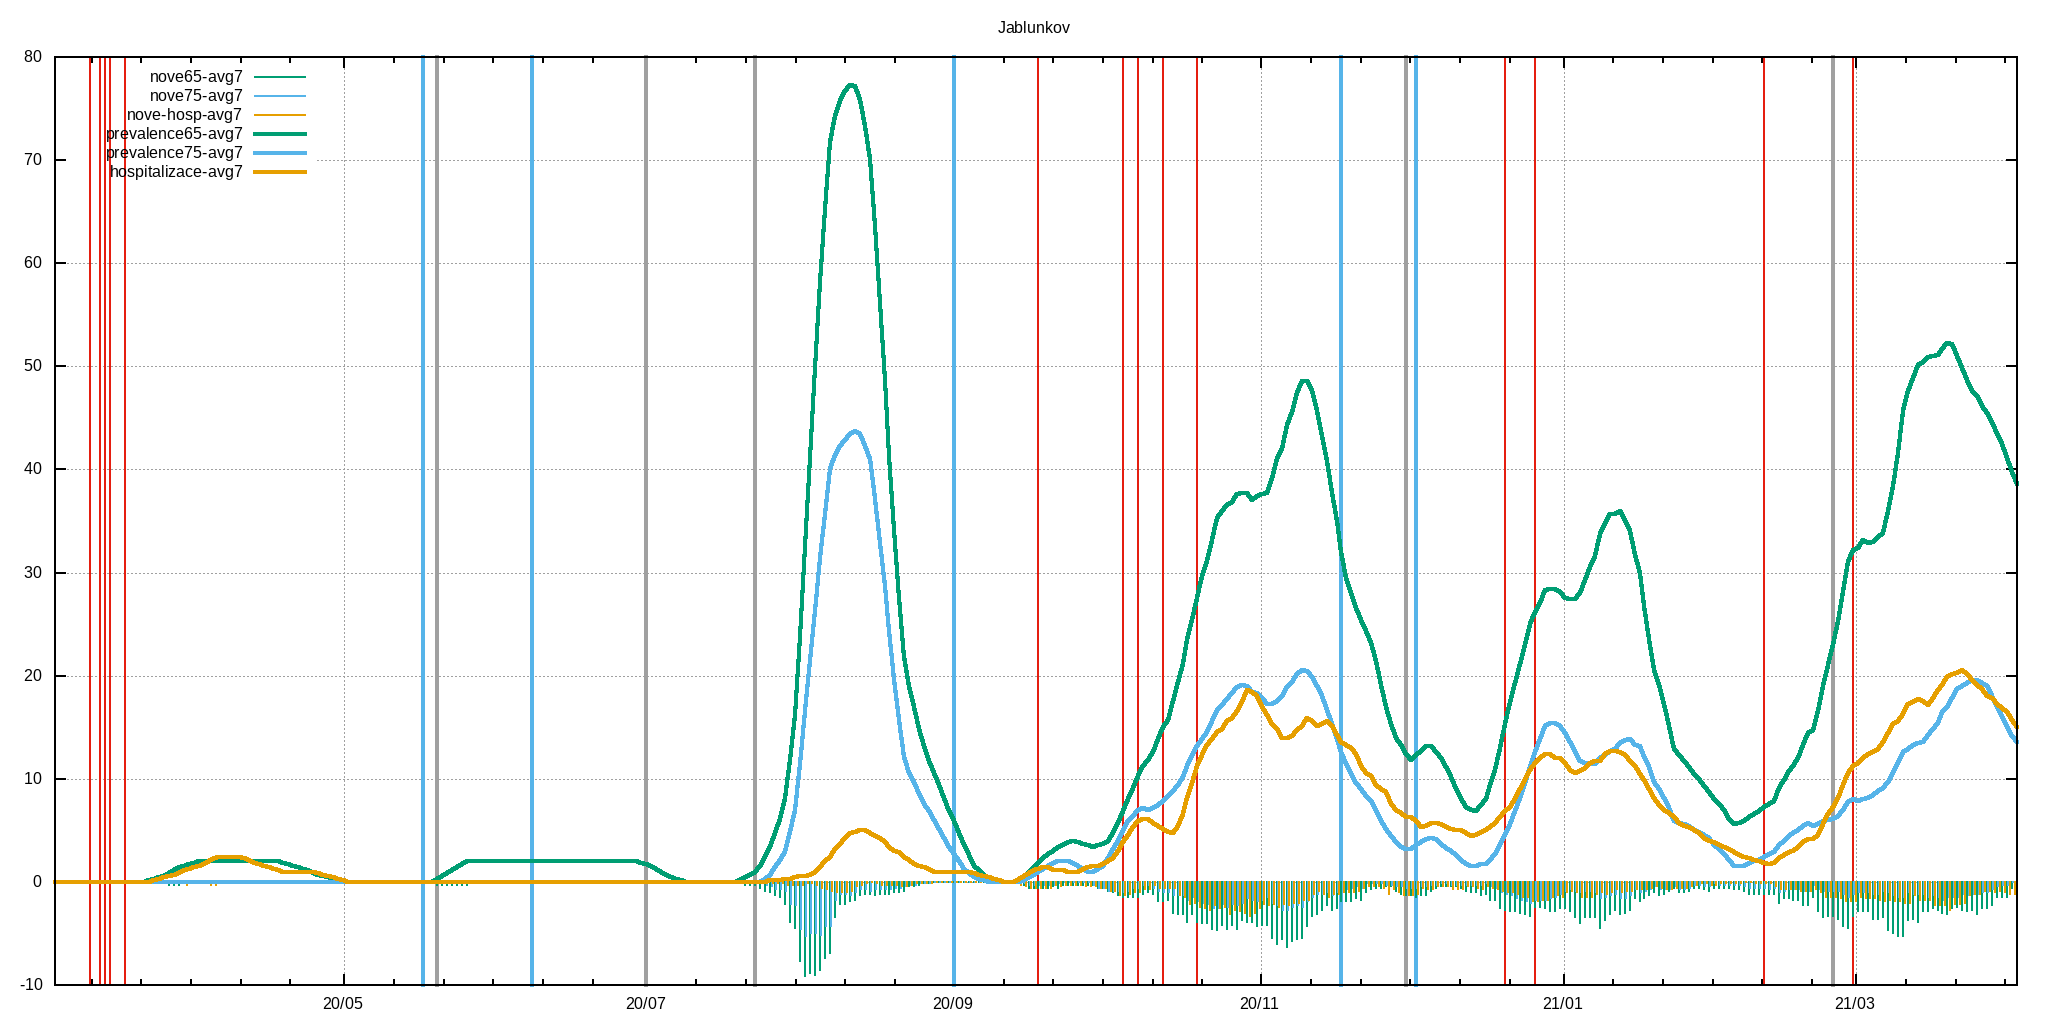 Jablunkov
80
70
60
50
40
30
20
10
0
-10
nove65-avg7
nove75-avg7
nove-hosp-avg7
prevalence65-avg7
prevalence75-avg7
hospitalizace-avg7
20/05 20/07 20/09 20/11 21/01 21/03